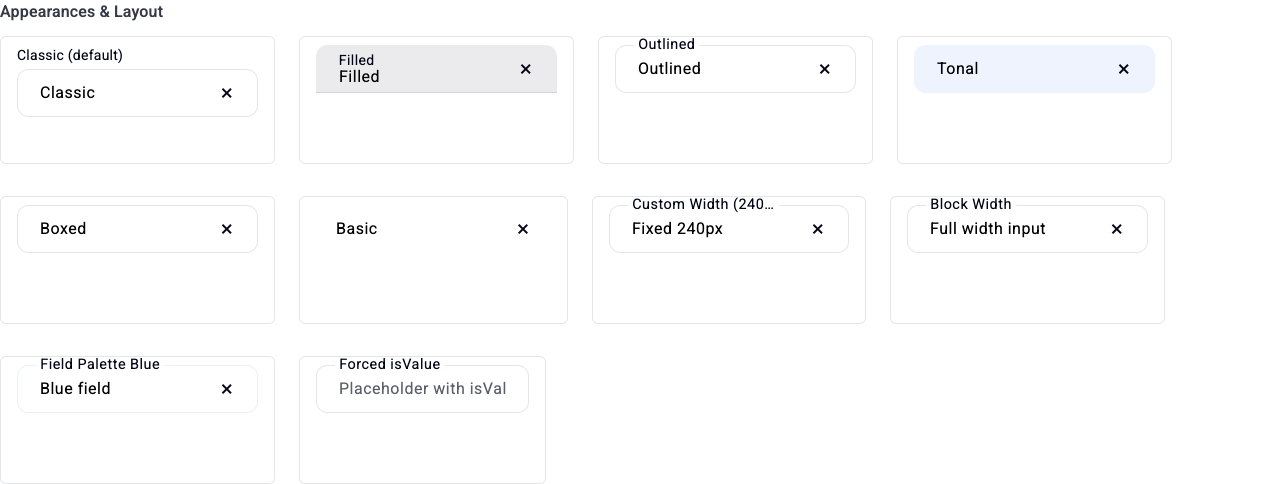 Appearances & Layout
Classic (default)
Classic
Filled
Filled
Outlined
Outlined
Tonal
Boxed
Basic
Custom Width (240…
Fixed 240px
Block Width
Full width input
Field Palette Blue
Blue field
Forced isValue
Placeholder with isVal